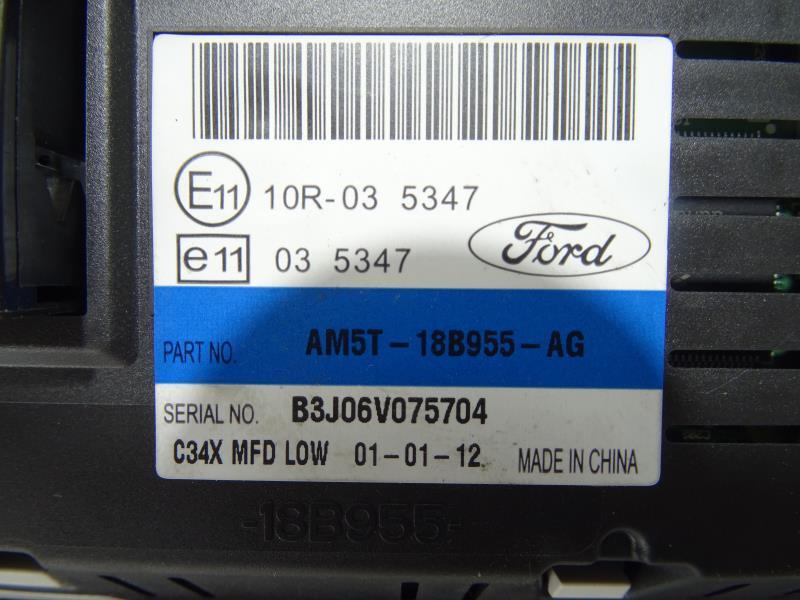 E11 10R-03 5347
e11 03 5347
Ford
PART NO. AM5T-18B955-AG
SERIAL NO. B3J06V075704
C34X MFD LOW 01-01-12 MADE IN CHINA
-18B955-